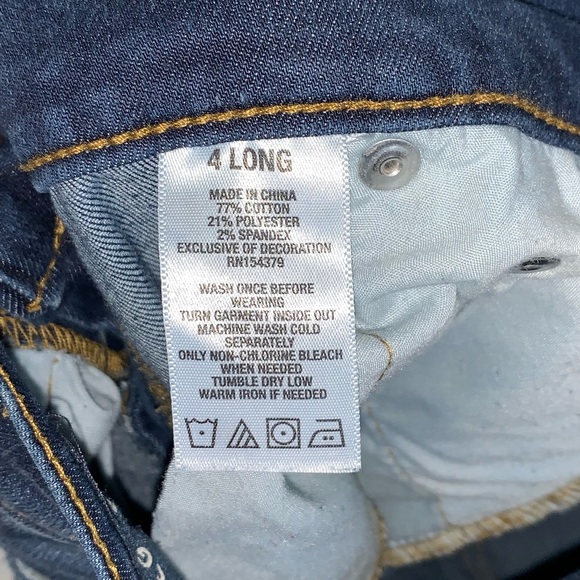 4 LONG
MADE IN CHINA
77% COTTON
21% POLYESTER
2% SPANDEX
EXCLUSIVE OF DECORATION
RN154379
WASH ONCE BEFORE
WEARING
TURN GARMENT INSIDE OUT
MACHINE WASH COLD
SEPARATELY
ONLY NON-CHLORINE BLEACH
WHEN NEEDED
TUMBLE DRY LOW
WARM IRON IF NEEDED